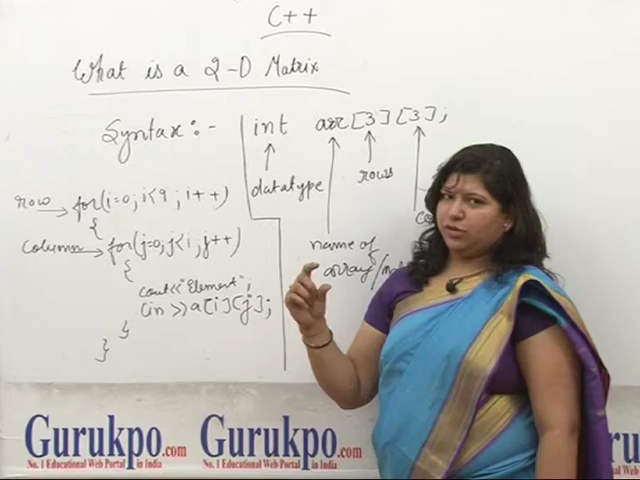 C++
What is a 2-D Matrix
Syntax :- int arr[3][3];
datatype
rows
name of
array/
row → for(i=0; i<9; i++)
{
column → for(j=0; j<i; j++)
{
cout<<"Element";
cin >> a[i][j];
}
}
Gurukpo.com
No. 1 Educational Web Portal in India
Gurukpo.com
No. 1 Educational Web Portal in India